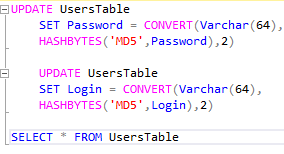 UPDATE UsersTable
SET Password = CONVERT(Varchar(64),
HASHBYTES('MD5',Password),2)
UPDATE UsersTable
SET Login = CONVERT(Varchar(64),
HASHBYTES('MD5',Login),2)
SELECT * FROM UsersTable